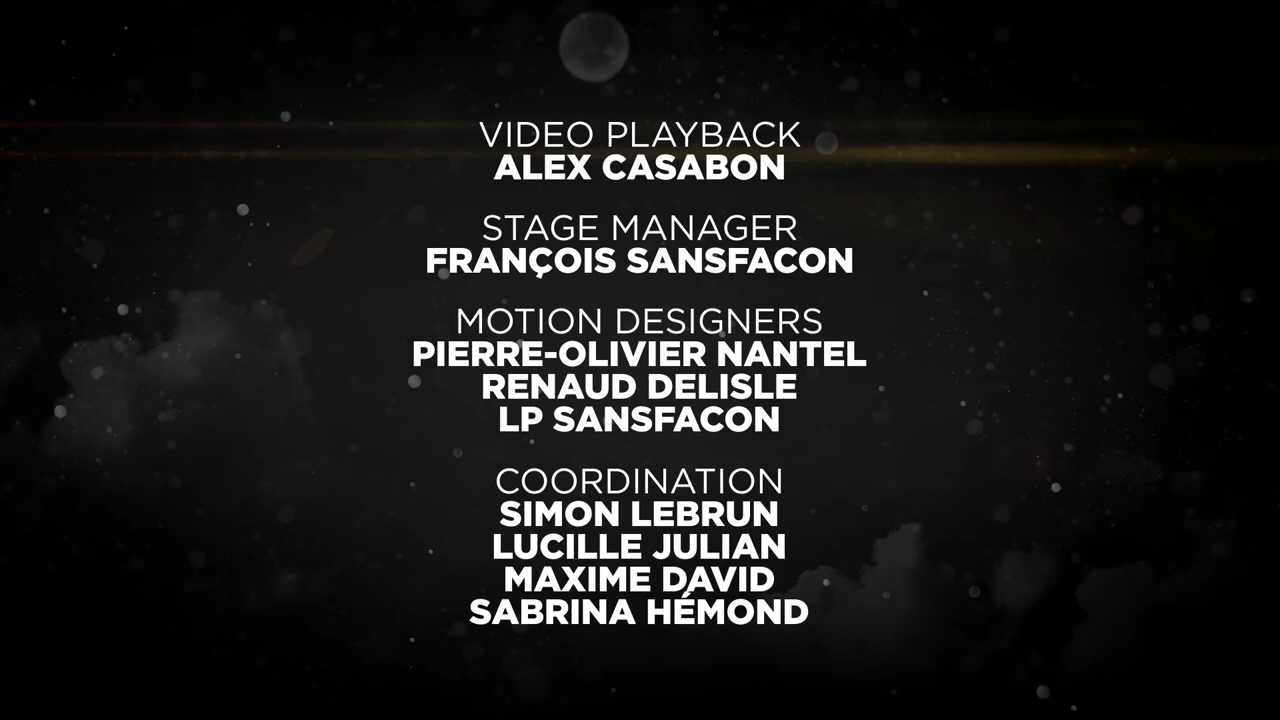 VIDEO PLAYBACK
ALEX CASABON
STAGE MANAGER
FRANÇOIS SANSFACON
MOTION DESIGNERS
PIERRE-OLIVIER NANTEL
RENAUD DELISLE
LP SANSFACON
COORDINATION
SIMON LEBRUN
LUCILLE JULIAN
MAXIME DAVID
SABRINA HÉMOND